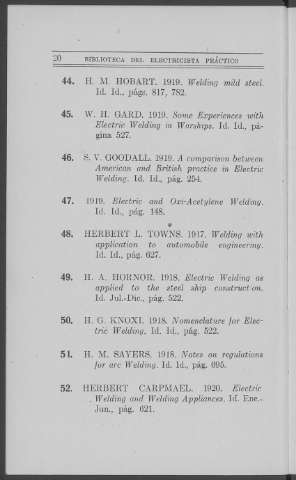 20 BIBLIOTECA DEL ELECTRICISTA PRÁCTICO
44. H. M. HOBART. 1919. Welding mild steel.
Id. Id., págs. 817, 782.
45. W. H. GARD. 1919. Some Experiences with
Electric Welding in Warships. Id. Id., pá-
gina 527.
46. S. V. GOODALL. 1919. A comparison between
American and British practice in Electric
Welding. Id. Id., pág. 254.
47. 1919. Electric and Oxi-Acetylene Welding.
Id. Id., pág. 148.
48. HERBERT L. TOWNS. 1917. Welding with
application to automobile engineering.
Id. Id., pág. 627.
49. H. A. HORNOR. 1918. Electric Welding as
applied to the steel ship construction.
Id. Jul.-Dic., pág. 522.
50. H. G. KNOXI. 1918. Nomenclature for Elec-
tric Welding. Id. Id., pág. 522.
51. H. M. SAYERS. 1918. Notes on regulations
for arc Welding. Id. Id., pág. 695.
52. HERBERT CARPMAEL. 1920. Electric
Welding and Welding Appliances. Id. Ene.-
Jun., pág. 621.